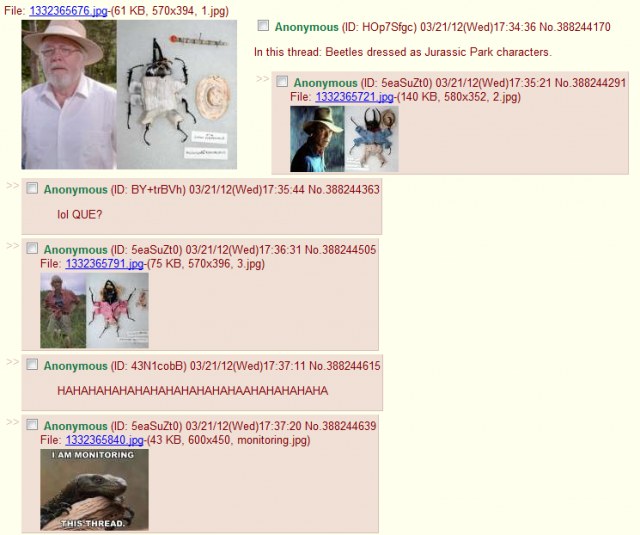 File: 1332365676.jpg-(61 KB, 570x394, 1.jpg)
Anonymous (ID: HOp7Sfgc) 03/21/12(Wed)17:34:36 No.388244170
In this thread: Beetles dressed as Jurassic Park characters.
>> Anonymous (ID: 5eaSuZt0) 03/21/12(Wed)17:35:21 No.388244291
File: 1332365721.jpg-(140 KB, 580x352, 2.jpg)
>> Anonymous (ID: BY+trBVh) 03/21/12(Wed)17:35:44 No.388244363
lol QUE?
>> Anonymous (ID: 5eaSuZt0) 03/21/12(Wed)17:36:31 No.388244505
File: 1332365791.jpg-(75 KB, 570x396, 3.jpg)
>> Anonymous (ID: 43N1cobB) 03/21/12(Wed)17:37:11 No.388244615
HAHAHAHAHAHAHAHAHAHAHAHAAHAHAHAHAHA
>> Anonymous (ID: 5eaSuZt0) 03/21/12(Wed)17:37:20 No.388244639
File: 1332365840.jpg-(43 KB, 600x450, monitoring.jpg)
I AM MONITORING
THIS THREAD.